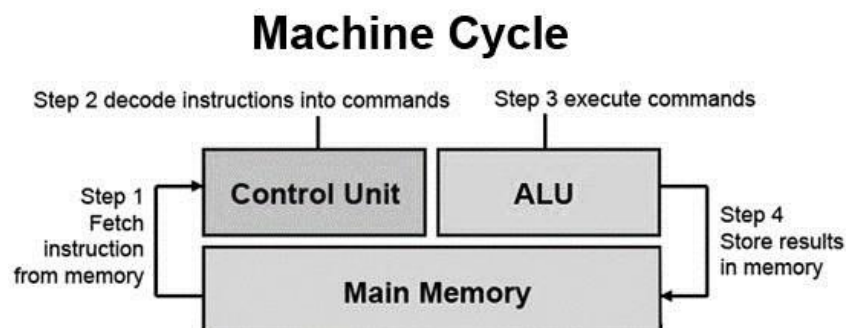 Machine Cycle
Step 2 decode instructions into commands
Step 3 execute commands
Step 1
Fetch
instruction
from memory
Control Unit
ALU
Step 4
Store results
in memory
Main Memory